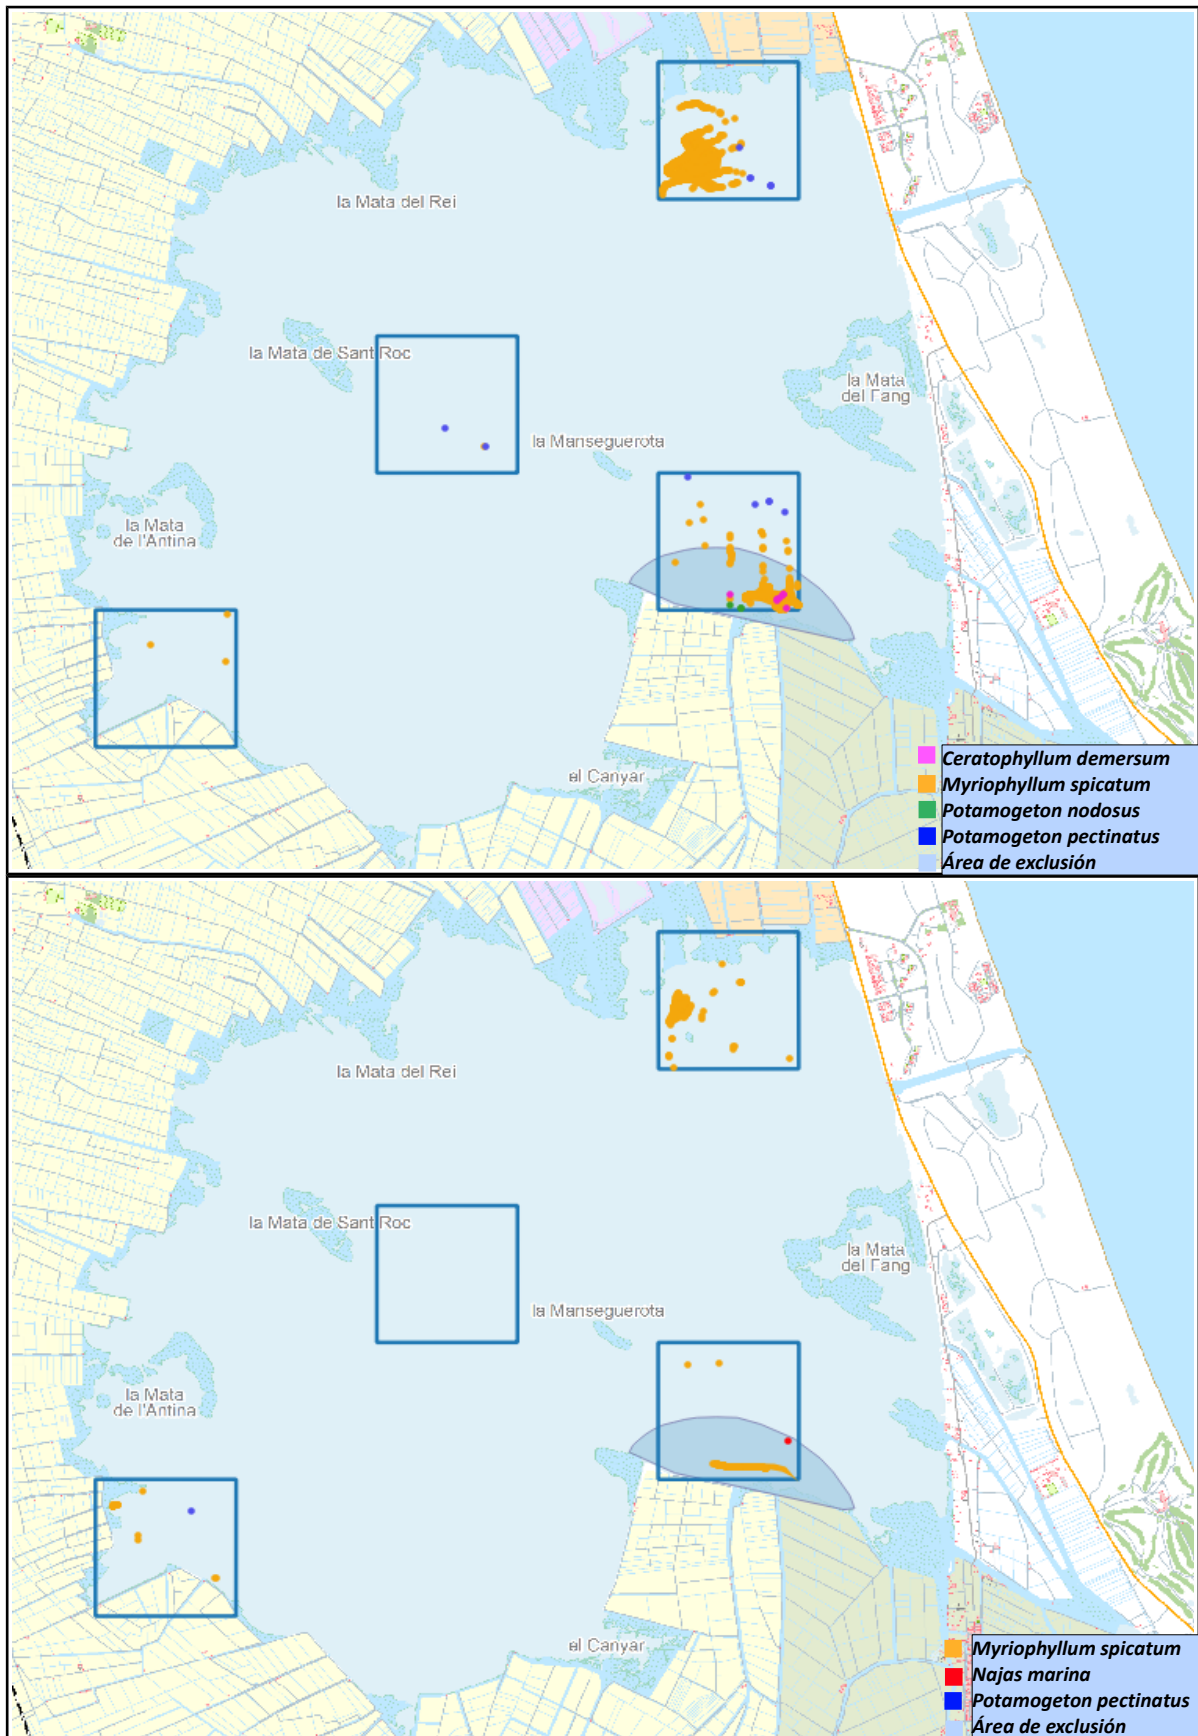 la Mata del Rei
la Mata de Sant Roc
la Mata
del Fang
la Manseguerota
la Mata
de l'Antina
el Canyar
Ceratophyllum demersum
Myriophyllum spicatum
Potamogeton nodosus
Potamogeton pectinatus
Área de exclusión
la Mata del Rei
la Mata de Sant Roc
la Mata
del Fang
la Manseguerota
la Mata
de l'Antina
el Canyar
Myriophyllum spicatum
Najas marina
Potamogeton pectinatus
Área de exclusión